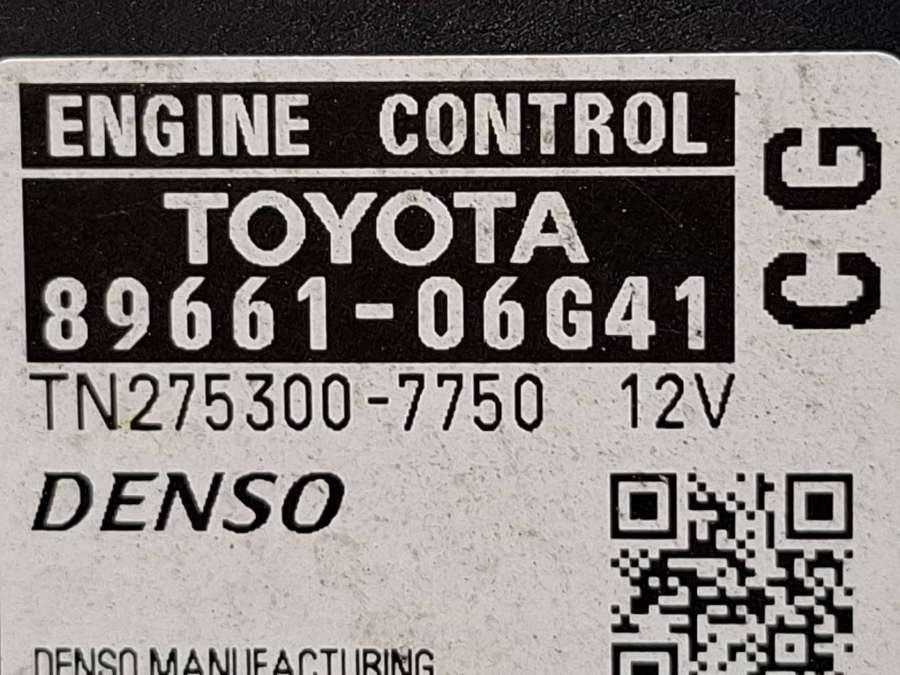 ENGINE CONTROL
TOYOTA
89661-06G41
CG
TN275300-7750 12V
DENSO
DENSO MANUFACTURING